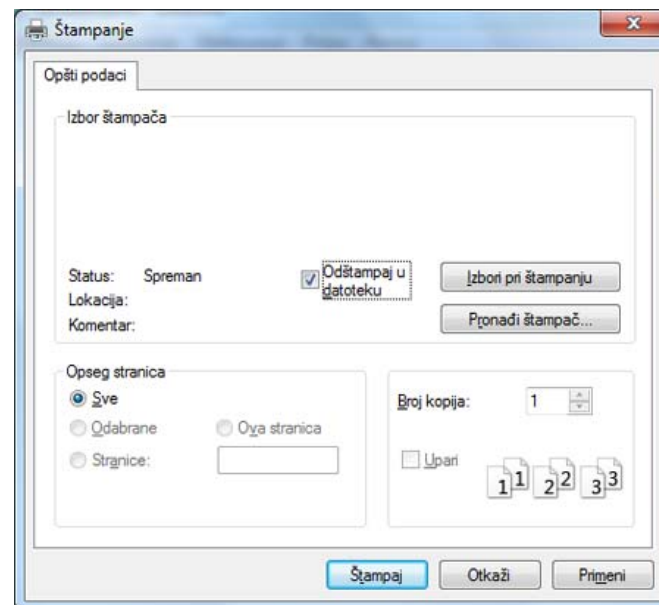 Štampanje
Opšti podaci
Izbor štampača
Status: Spreman
Lokacija:
Komentar:
Odštampaj u
datoteku
Izbori pri štampanju
Pronađi štampač...
Opseg stranica
Sve
Odabrane
Ova stranica
Stranice:
Broj kopija: 1
Upari
1 1 2 2 3 3
Štampaj
Otkaži
Primeni